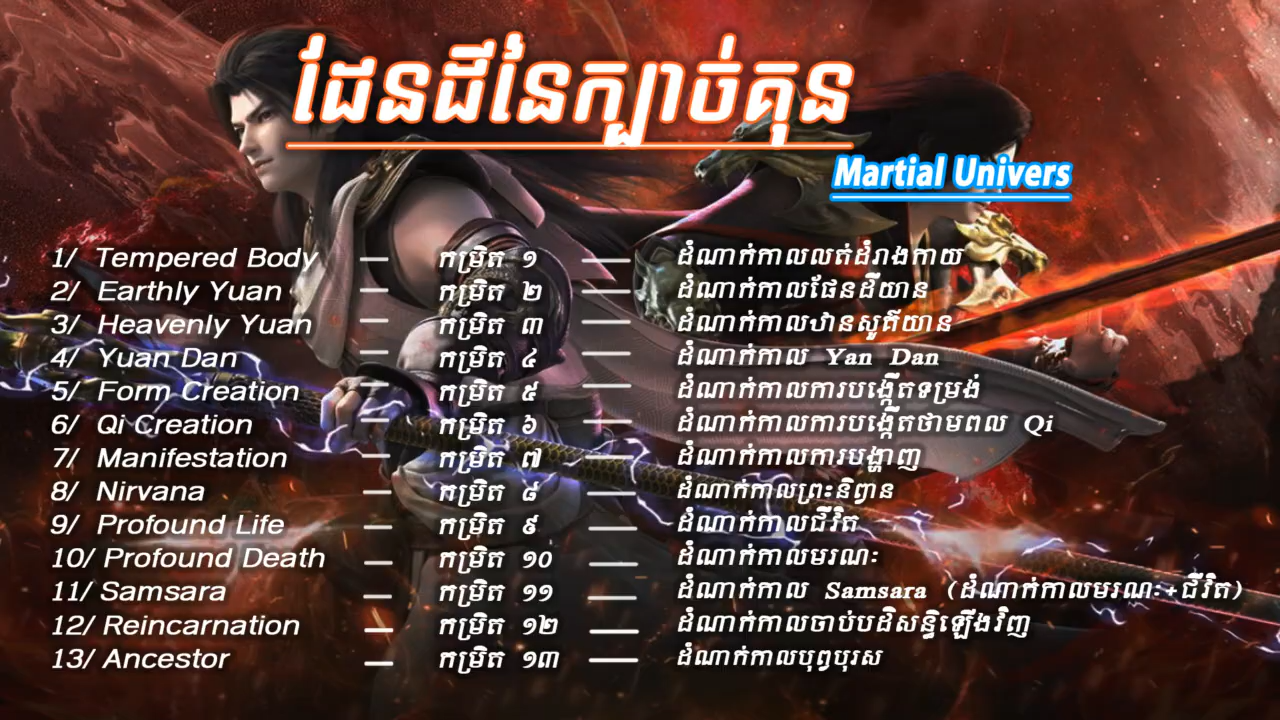 ដែនដីនៃក្បាច់គុន
Martial Univers
1/ Tempered Body — កម្រិត ១ — ដំណាក់កាលលត់ដំរាងកាយ
2/ Earthly Yuan — កម្រិត ២ — ដំណាក់កាលផែនដីយាន
3/ Heavenly Yuan — កម្រិត ៣ — ដំណាក់កាលឋានសួគ៌យាន
4/ Yuan Dan — កម្រិត ៤ — ដំណាក់កាល Yan Dan
5/ Form Creation — កម្រិត ៥ — ដំណាក់កាលការបង្កើតទម្រង់
6/ Qi Creation — កម្រិត ៦ — ដំណាក់កាលការបង្កើតថាមពល Qi
7/ Manifestation — កម្រិត ៧ — ដំណាក់កាលការបង្ហាញ
8/ Nirvana — កម្រិត ៨ — ដំណាក់កាលព្រះនិព្វាន
9/ Profound Life — កម្រិត ៩ — ដំណាក់កាលជីវិត
10/ Profound Death — កម្រិត ១០ — ដំណាក់កាលមរណៈ
11/ Samsara — កម្រិត ១១ — ដំណាក់កាល Samsara (ដំណាក់កាលមរណៈ+ជីវិត)
12/ Reincarnation — កម្រិត ១២ — ដំណាក់កាលចាប់បដិសន្ធិឡើងវិញ
13/ Ancestor — កម្រិត ១៣ — ដំណាក់កាលបុព្វបុរស